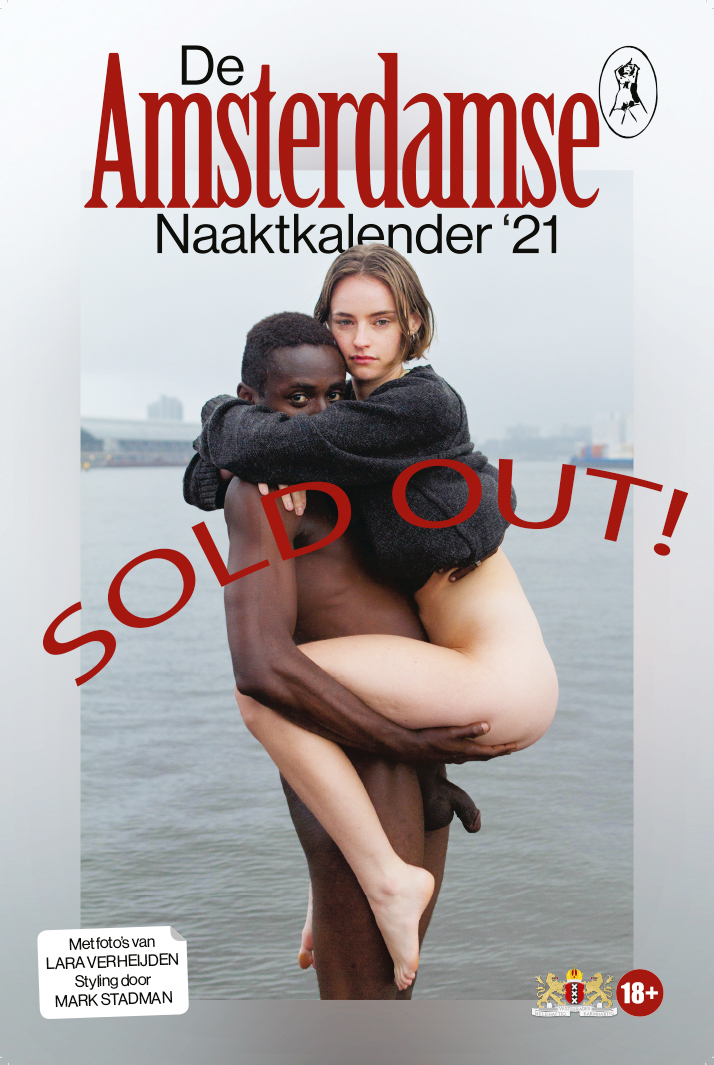 De
Amsterdamse
Naaktkalender ‘21
SOLD OUT!
Met foto's van
LARA VERHEIJDEN
Styling door
MARK STADMAN
18+